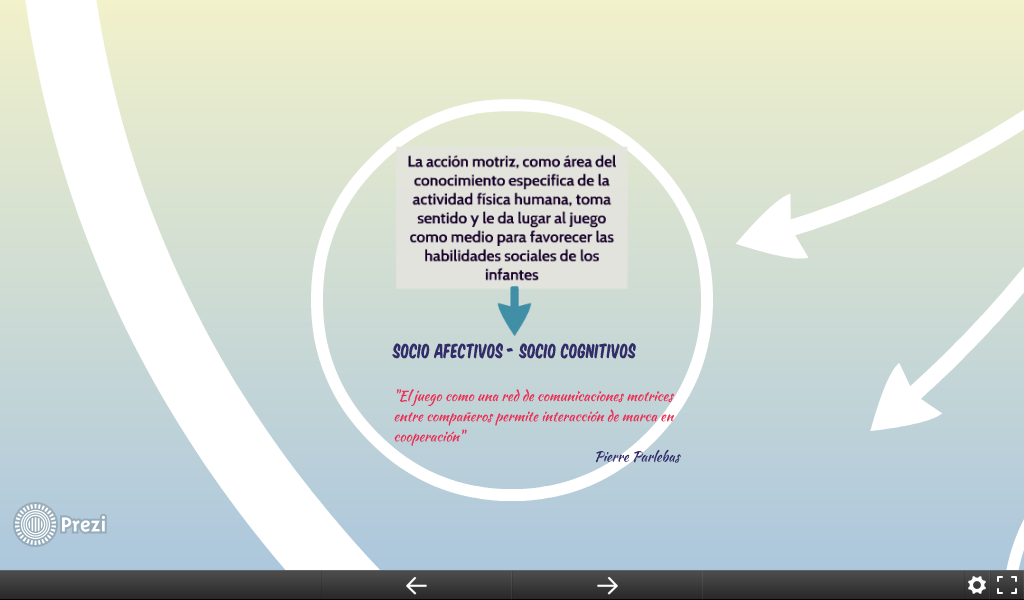 La acción motriz, como área del
conocimiento especifica de la
actividad física humana, toma
sentido y le da lugar al juego
como medio para favorecer las
habilidades sociales de los
infantes
SOCIO AFECTIVOS - SOCIO COGNITIVOS
"El juego como una red de comunicaciones motrices
entre compañeros permite interacción de marca en
cooperación"
Pierre Parlebas
Prezi